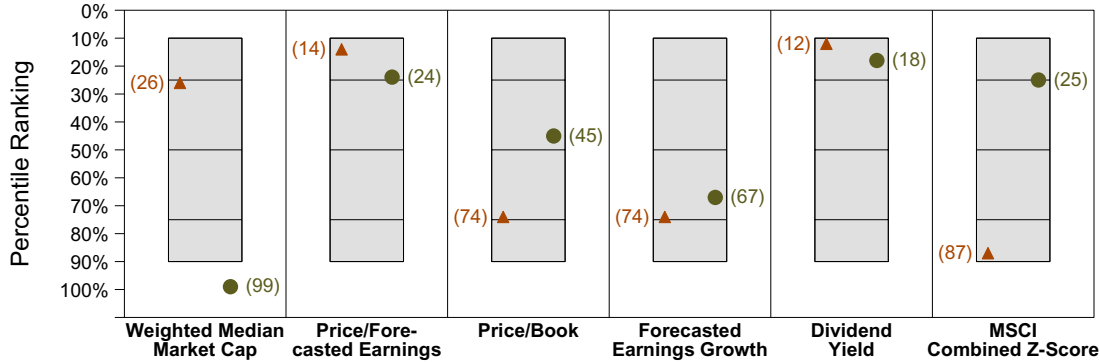 Percentile Ranking
0%
10%
20%
30%
40%
50%
60%
70%
80%
90%
100%
(26)
(99)
(14)
(24)
(74)
(45)
(74)
(67)
(12)
(18)
(87)
(25)
Weighted Median
Market Cap
Price/Fore-
casted Earnings
Price/Book
Forecasted
Earnings Growth
Dividend
Yield
MSCI
Combined Z-Score